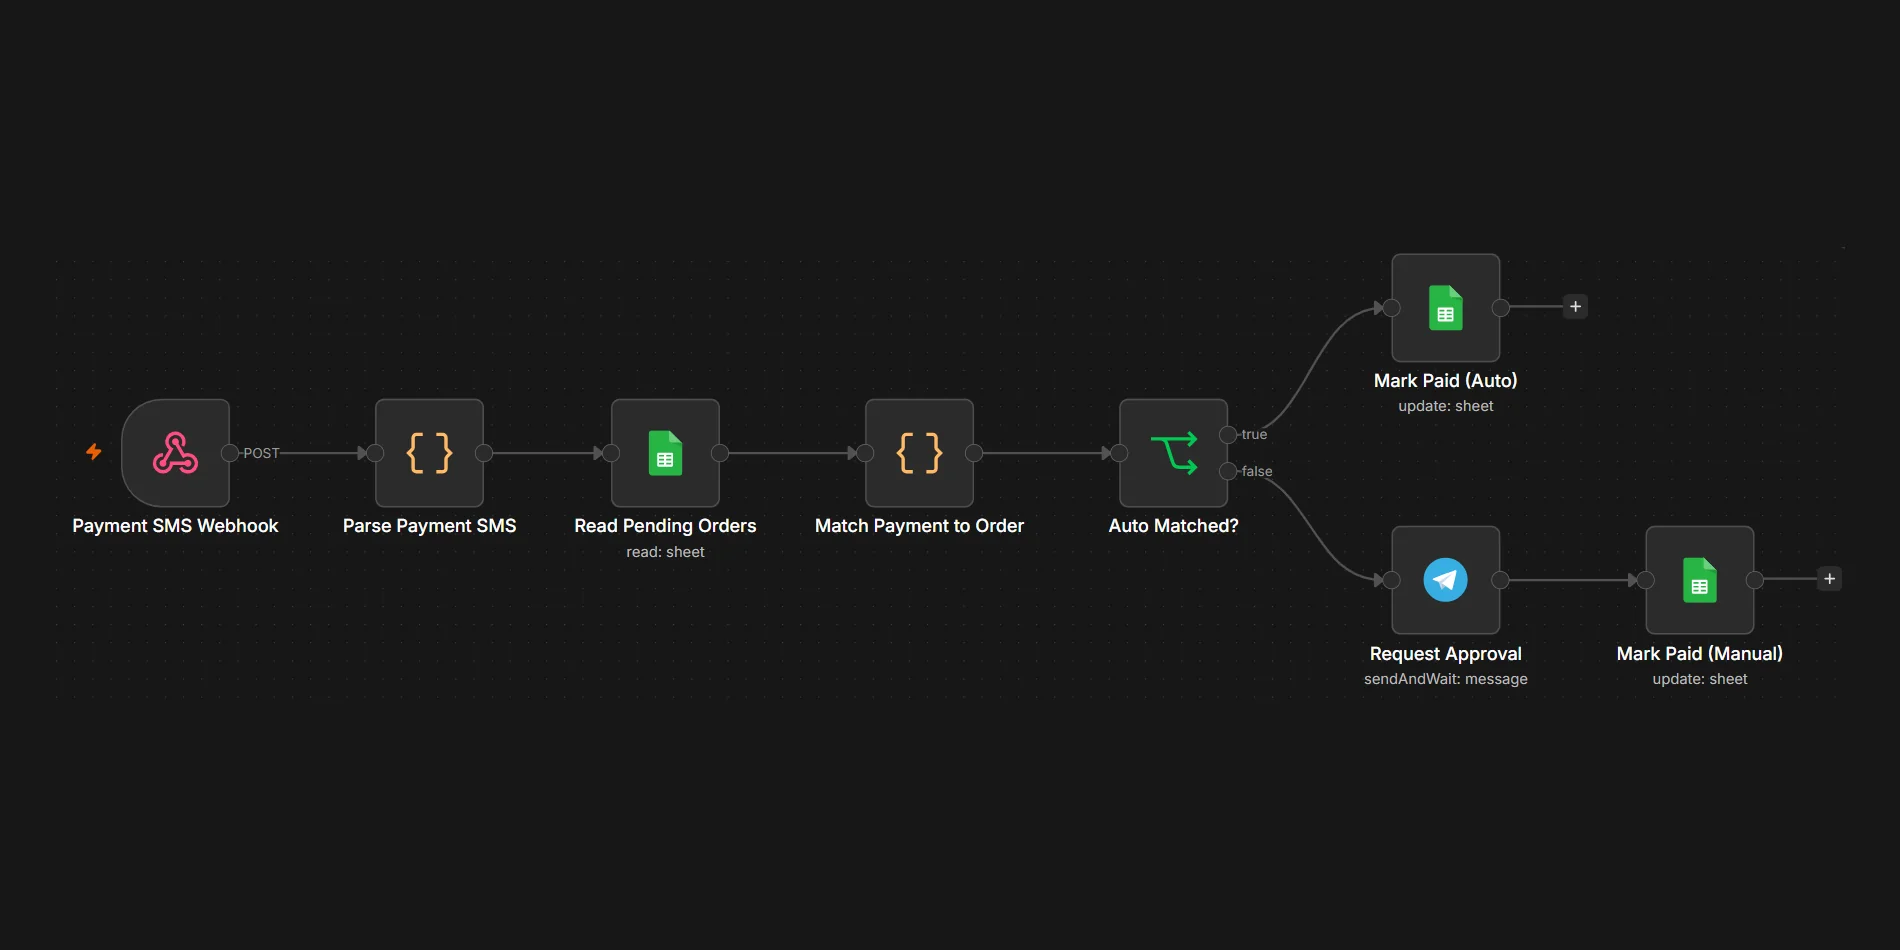 POST
Payment SMS Webhook
Parse Payment SMS
Read Pending Orders
read: sheet
Match Payment to Order
Auto Matched?
true
false
Mark Paid (Auto)
update: sheet
Request Approval
sendAndWait: message
Mark Paid (Manual)
update: sheet